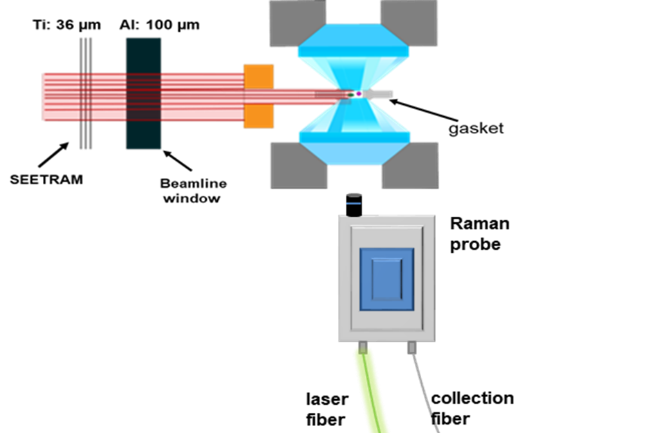 Ti: 36 µm Al: 100 µm
gasket
SEETRAM
Beamline
window
Raman
probe
laser
fiber
collection
fiber